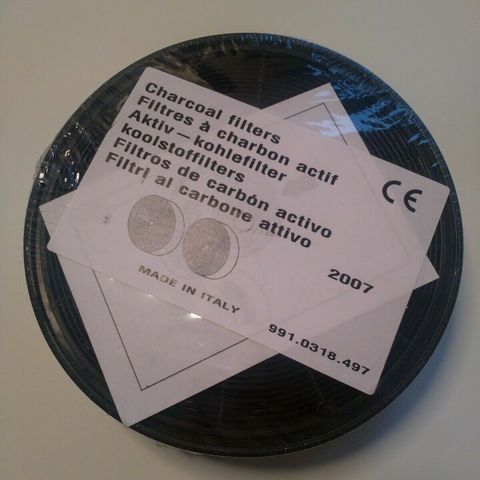 Charcoal filters
Filtres à charbon actif
Aktiv–kohlefilter
koolstoffilters
Filtros de carbón activo
Filtri al carbone attivo
CE
MADE IN ITALY
2007
991.0318.497